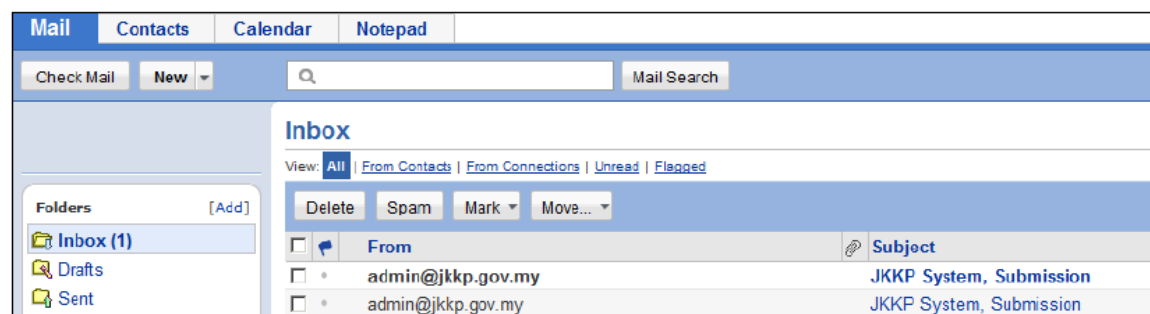 Mail Contacts Calendar Notepad
Check Mail New Mail Search
Inbox
View: All | From Contacts | From Connections | Unread | Flagged
Folders [Add] Delete Spam Mark Move...
Inbox (1) From Subject
Drafts admin@jkkp.gov.my JKKP System, Submission
Sent admin@jkkp.gov.my JKKP System, Submission